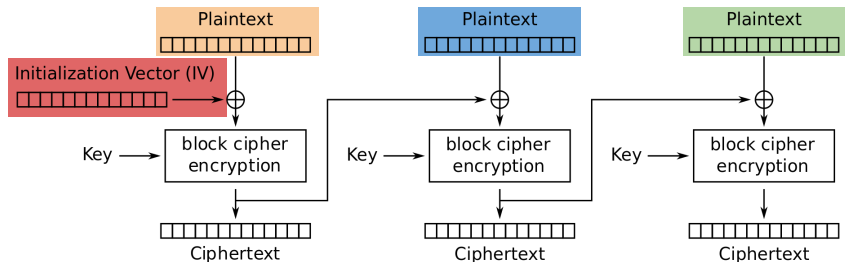 Plaintext
Plaintext
Plaintext
Initialization Vector (IV)
Key
block cipher
encryption
Key
block cipher
encryption
Key
block cipher
encryption
Ciphertext
Ciphertext
Ciphertext